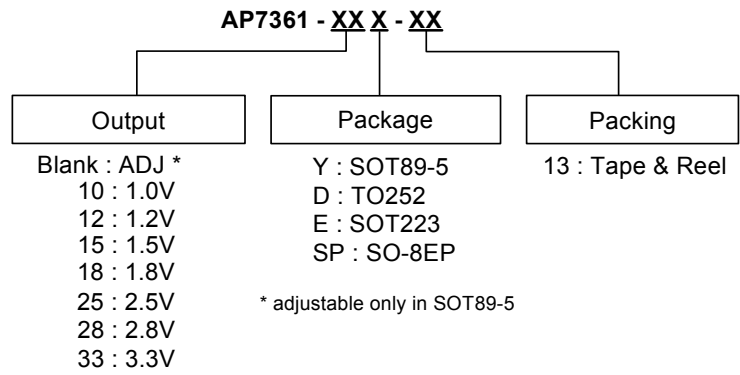 AP7361 - XX X - XX
Output
Package
Packing
Blank : ADJ *
10 : 1.0V
12 : 1.2V
15 : 1.5V
18 : 1.8V
25 : 2.5V
28 : 2.8V
33 : 3.3V
Y : SOT89-5
D : TO252
E : SOT223
SP : SO-8EP
* adjustable only in SOT89-5
13 : Tape & Reel